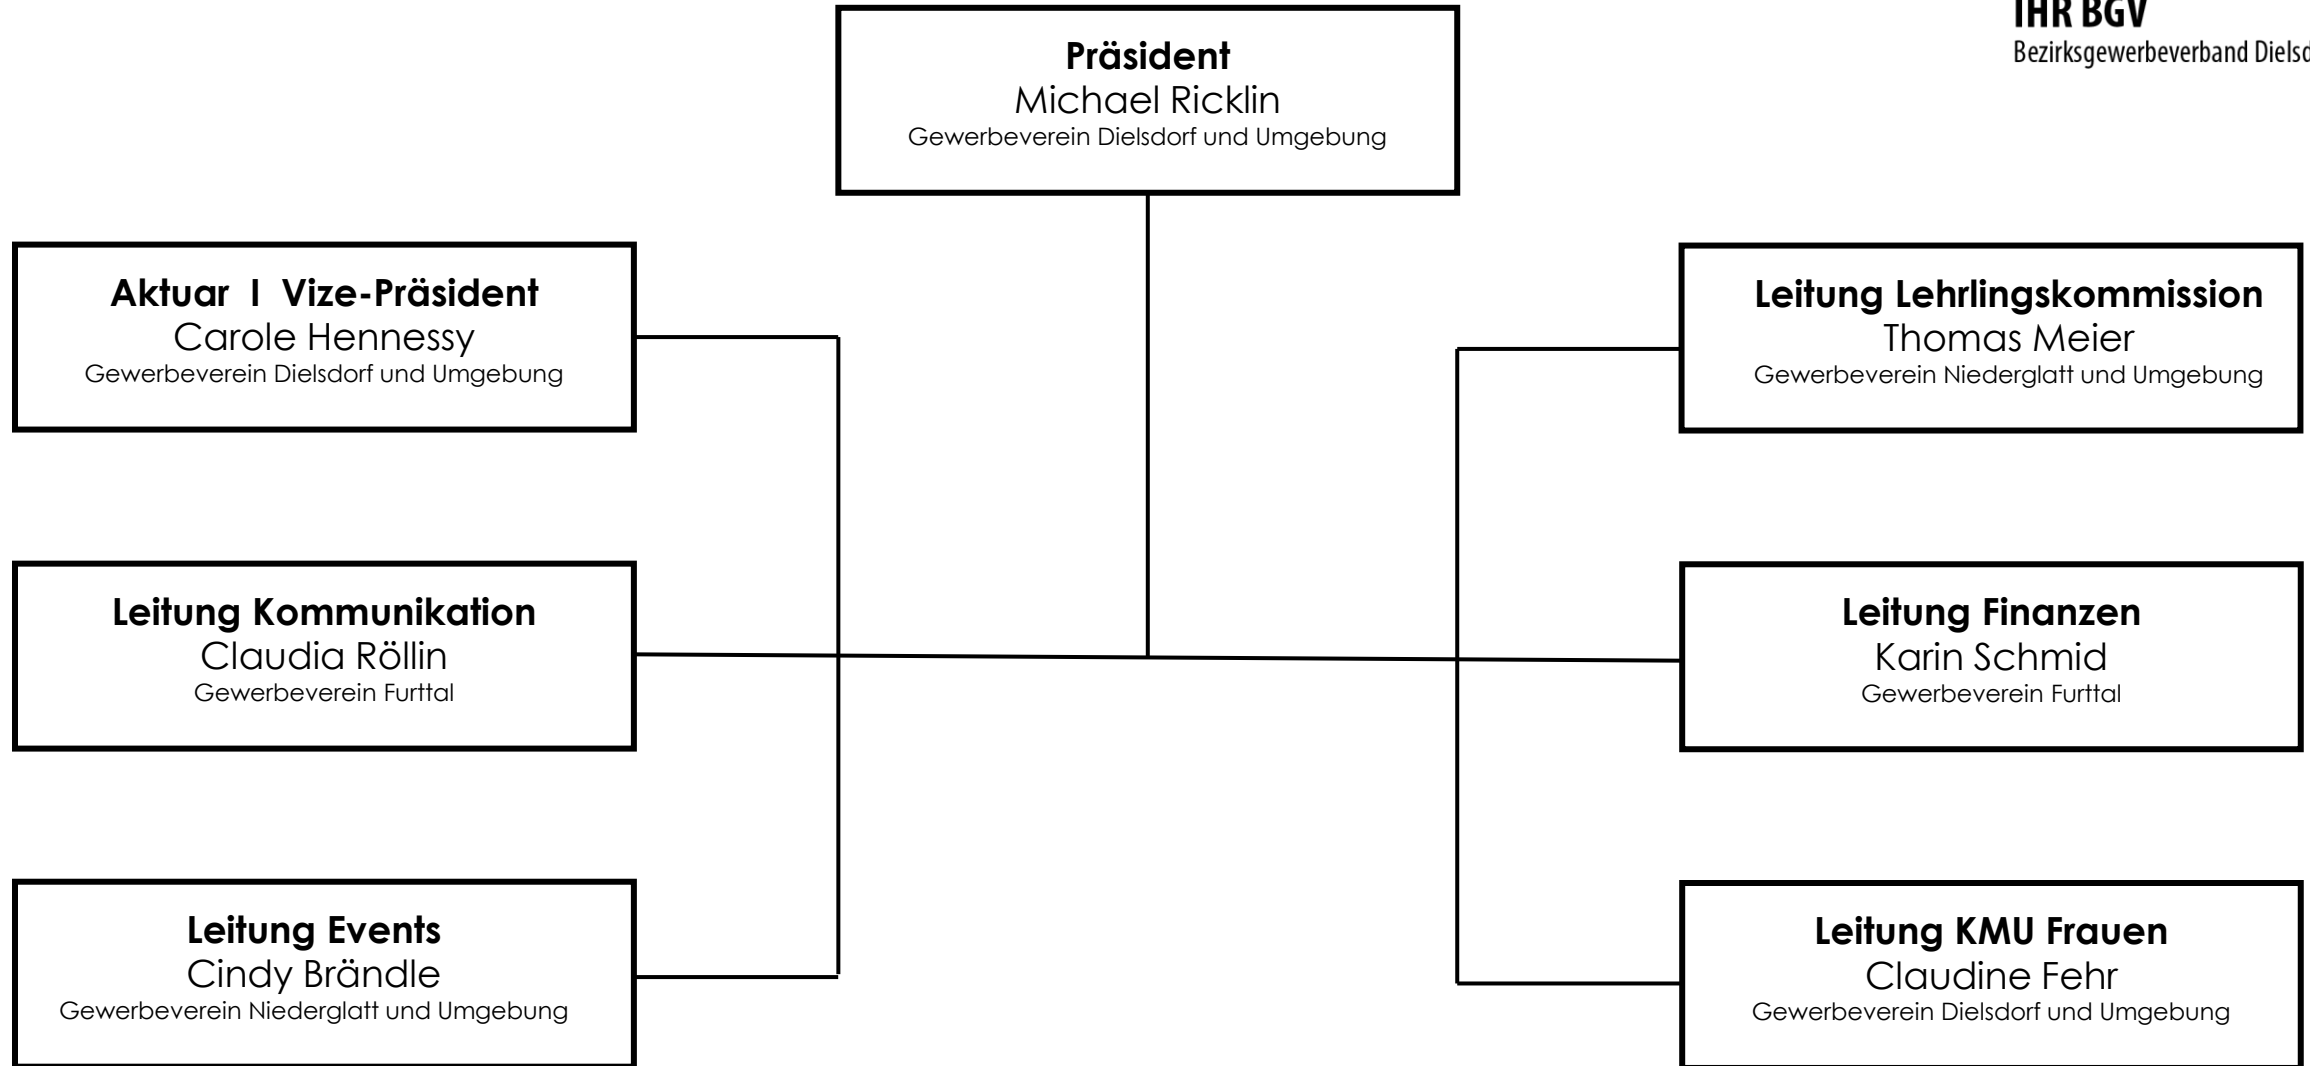 IHR BGV
Bezirksgewerbeverband Dielsd
Präsident
Michael Ricklin
Gewerbeverein Dielsdorf und Umgebung
Aktuar I Vize-Präsident
Carole Hennessy
Gewerbeverein Dielsdorf und Umgebung
Leitung Lehrlingskommission
Thomas Meier
Gewerbeverein Niederglatt und Umgebung
Leitung Kommunikation
Claudia Röllin
Gewerbeverein Furttal
Leitung Finanzen
Karin Schmid
Gewerbeverein Furttal
Leitung Events
Cindy Brändle
Gewerbeverein Niederglatt und Umgebung
Leitung KMU Frauen
Claudine Fehr
Gewerbeverein Dielsdorf und Umgebung